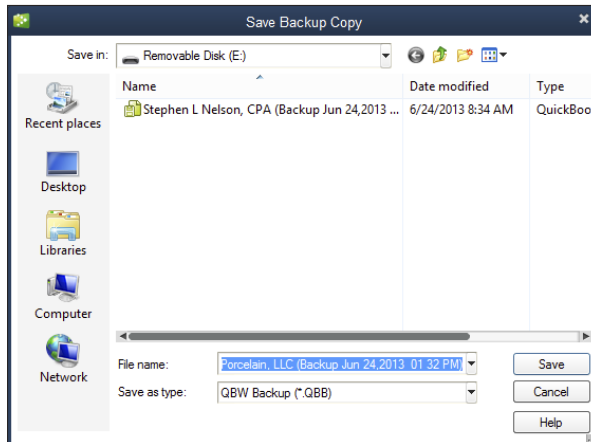 Save Backup Copy
Save in: Removable Disk (E:)
Name Date modified Type
Stephen L Nelson, CPA (Backup Jun 24,2013 ... 6/24/2013 8:34 AM QuickBoo
Recent places
Desktop
Libraries
Computer
Network
File name: Porcelain, LLC (Backup Jun 24,2013 01 32 PM) Save
Save as type: QBW Backup (*.QBB) Cancel
Help